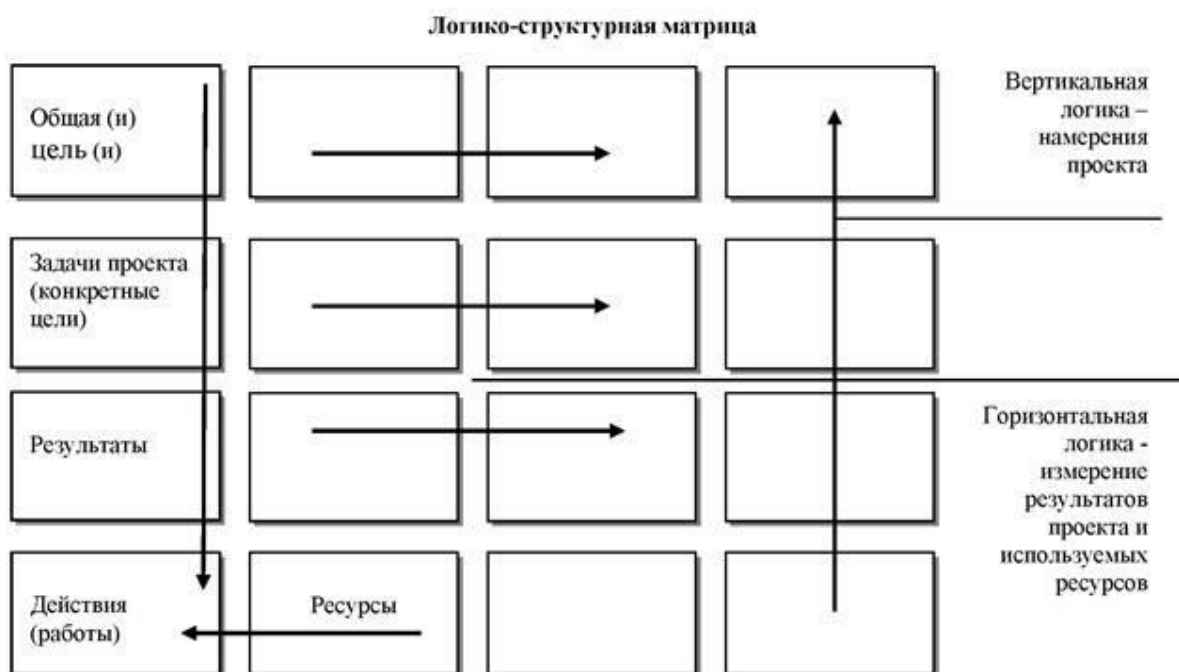 Логико-структурная матрица
Общая (и)
цель (и)
Вертикальная
логика –
намерения
проекта
Задачи проекта
(конкретные
цели)
Результаты
Горизонтальная
логика -
измерение
результатов
проекта и
используемых
ресурсов
Действия
(работы)
Ресурсы